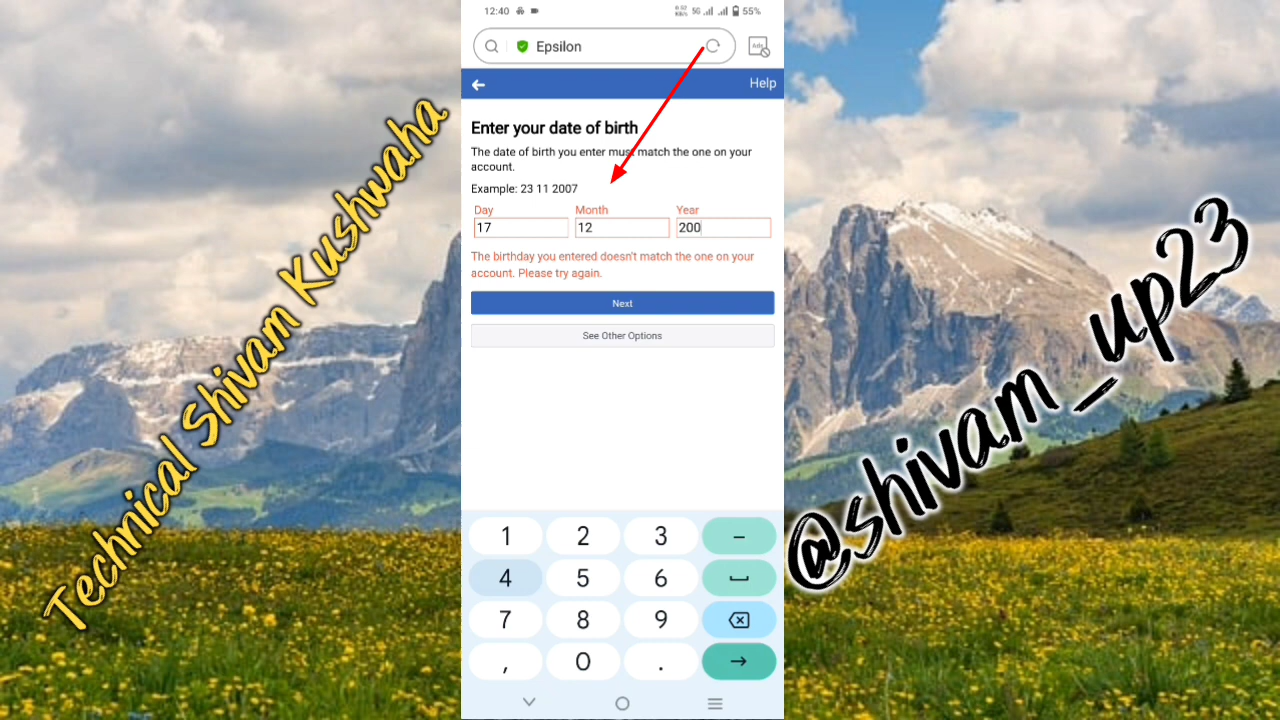 12:40
5G
55%
Epsilon
Ads
Help
Enter your date of birth
The date of birth you enter must match the one on your
account.
Example: 23 11 2007
Day Month Year
17 12 200
The birthday you entered doesn't match the one on your
account. Please try again.
Next
See Other Options
1 2 3 –
4 5 6
7 8 9
, 0 .
Technical Shivam Kushwaha
@shivam_up23